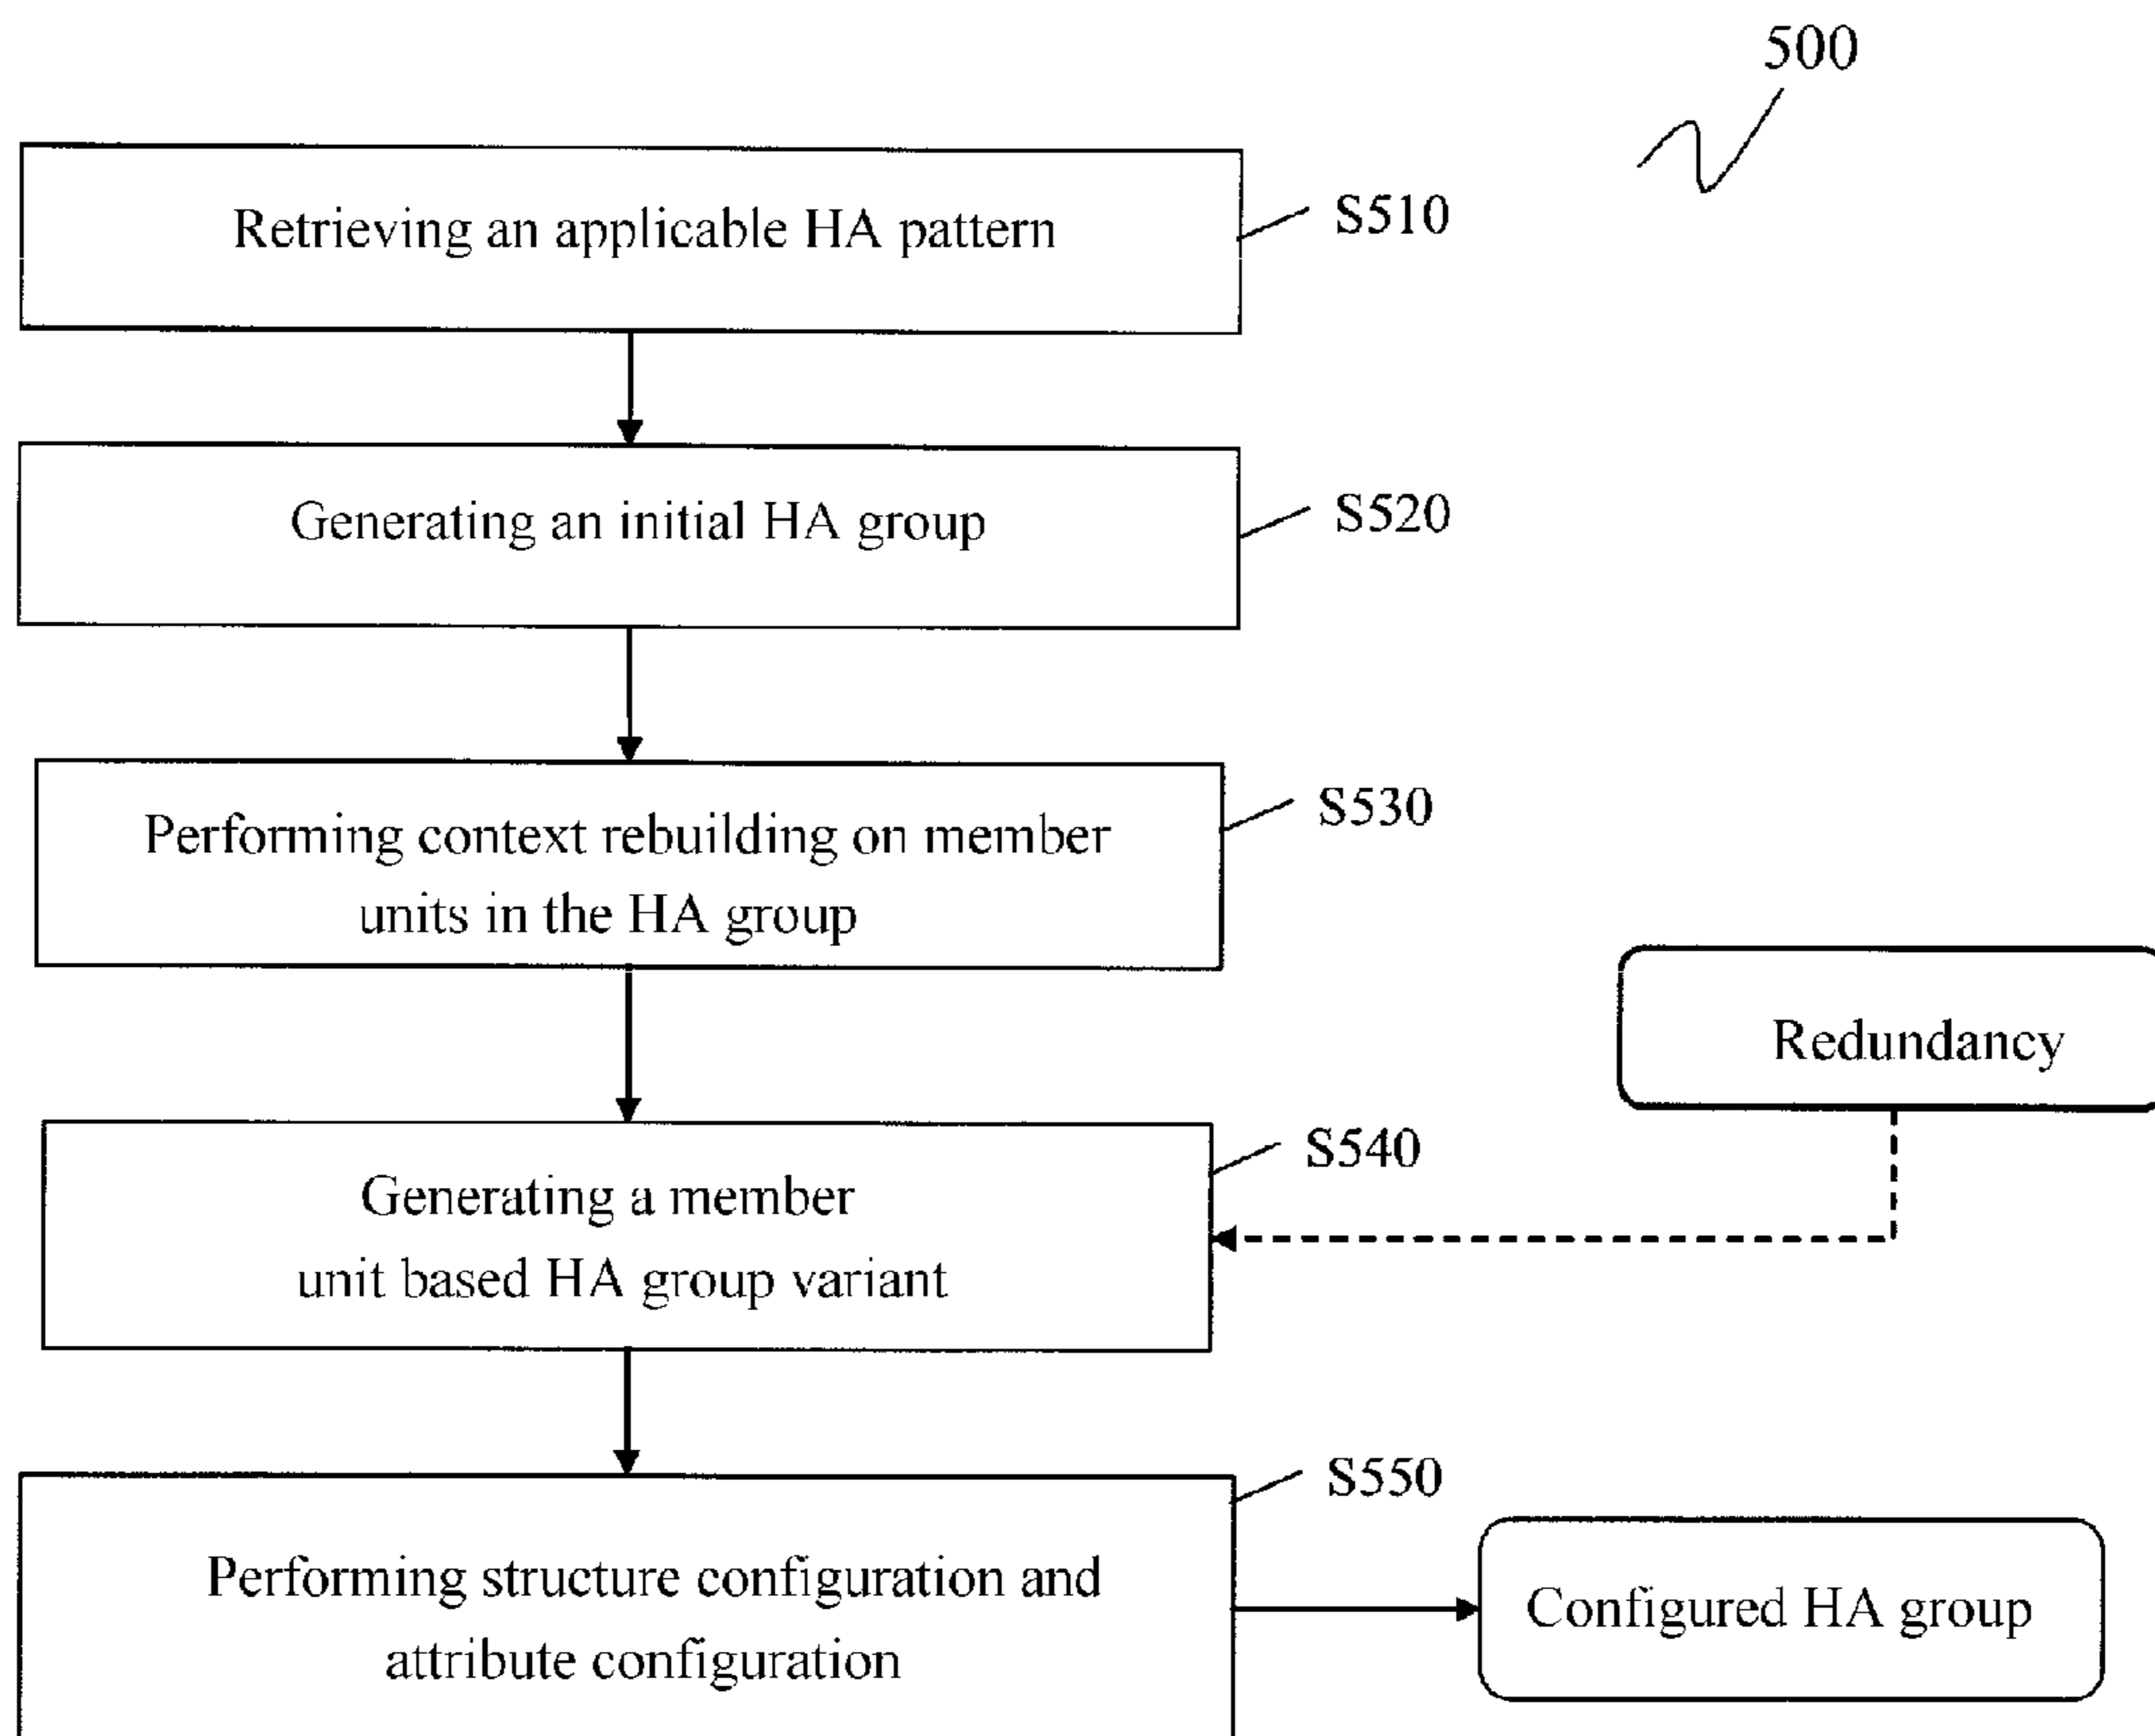 500
Retrieving an applicable HA pattern
S510
Generating an initial HA group
S520
Performing context rebuilding on member
units in the HA group
S530
Redundancy
Generating a member
unit based HA group variant
S540
Performing structure configuration and
attribute configuration
S550
Configured HA group